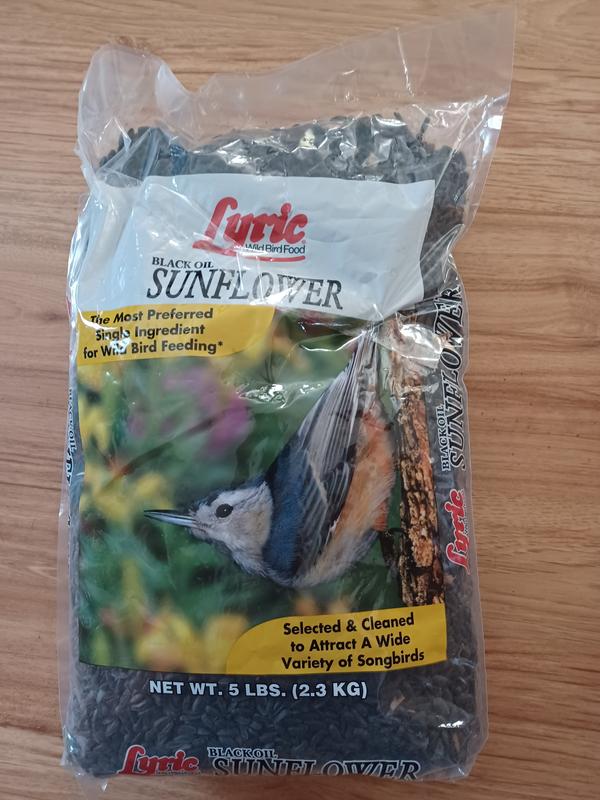 Lyric
Wild Bird Food
BLACK OIL
SUNFLOWER
The Most Preferred
Single Ingredient
for Wild Bird Feeding*
BLACK OIL
SUNFLOWER
Lyric
Selected & Cleaned
to Attract A Wide
Variety of Songbirds
NET WT. 5 LBS. (2.3 KG)
Lyric
BLACK OIL
SUNFLOWER